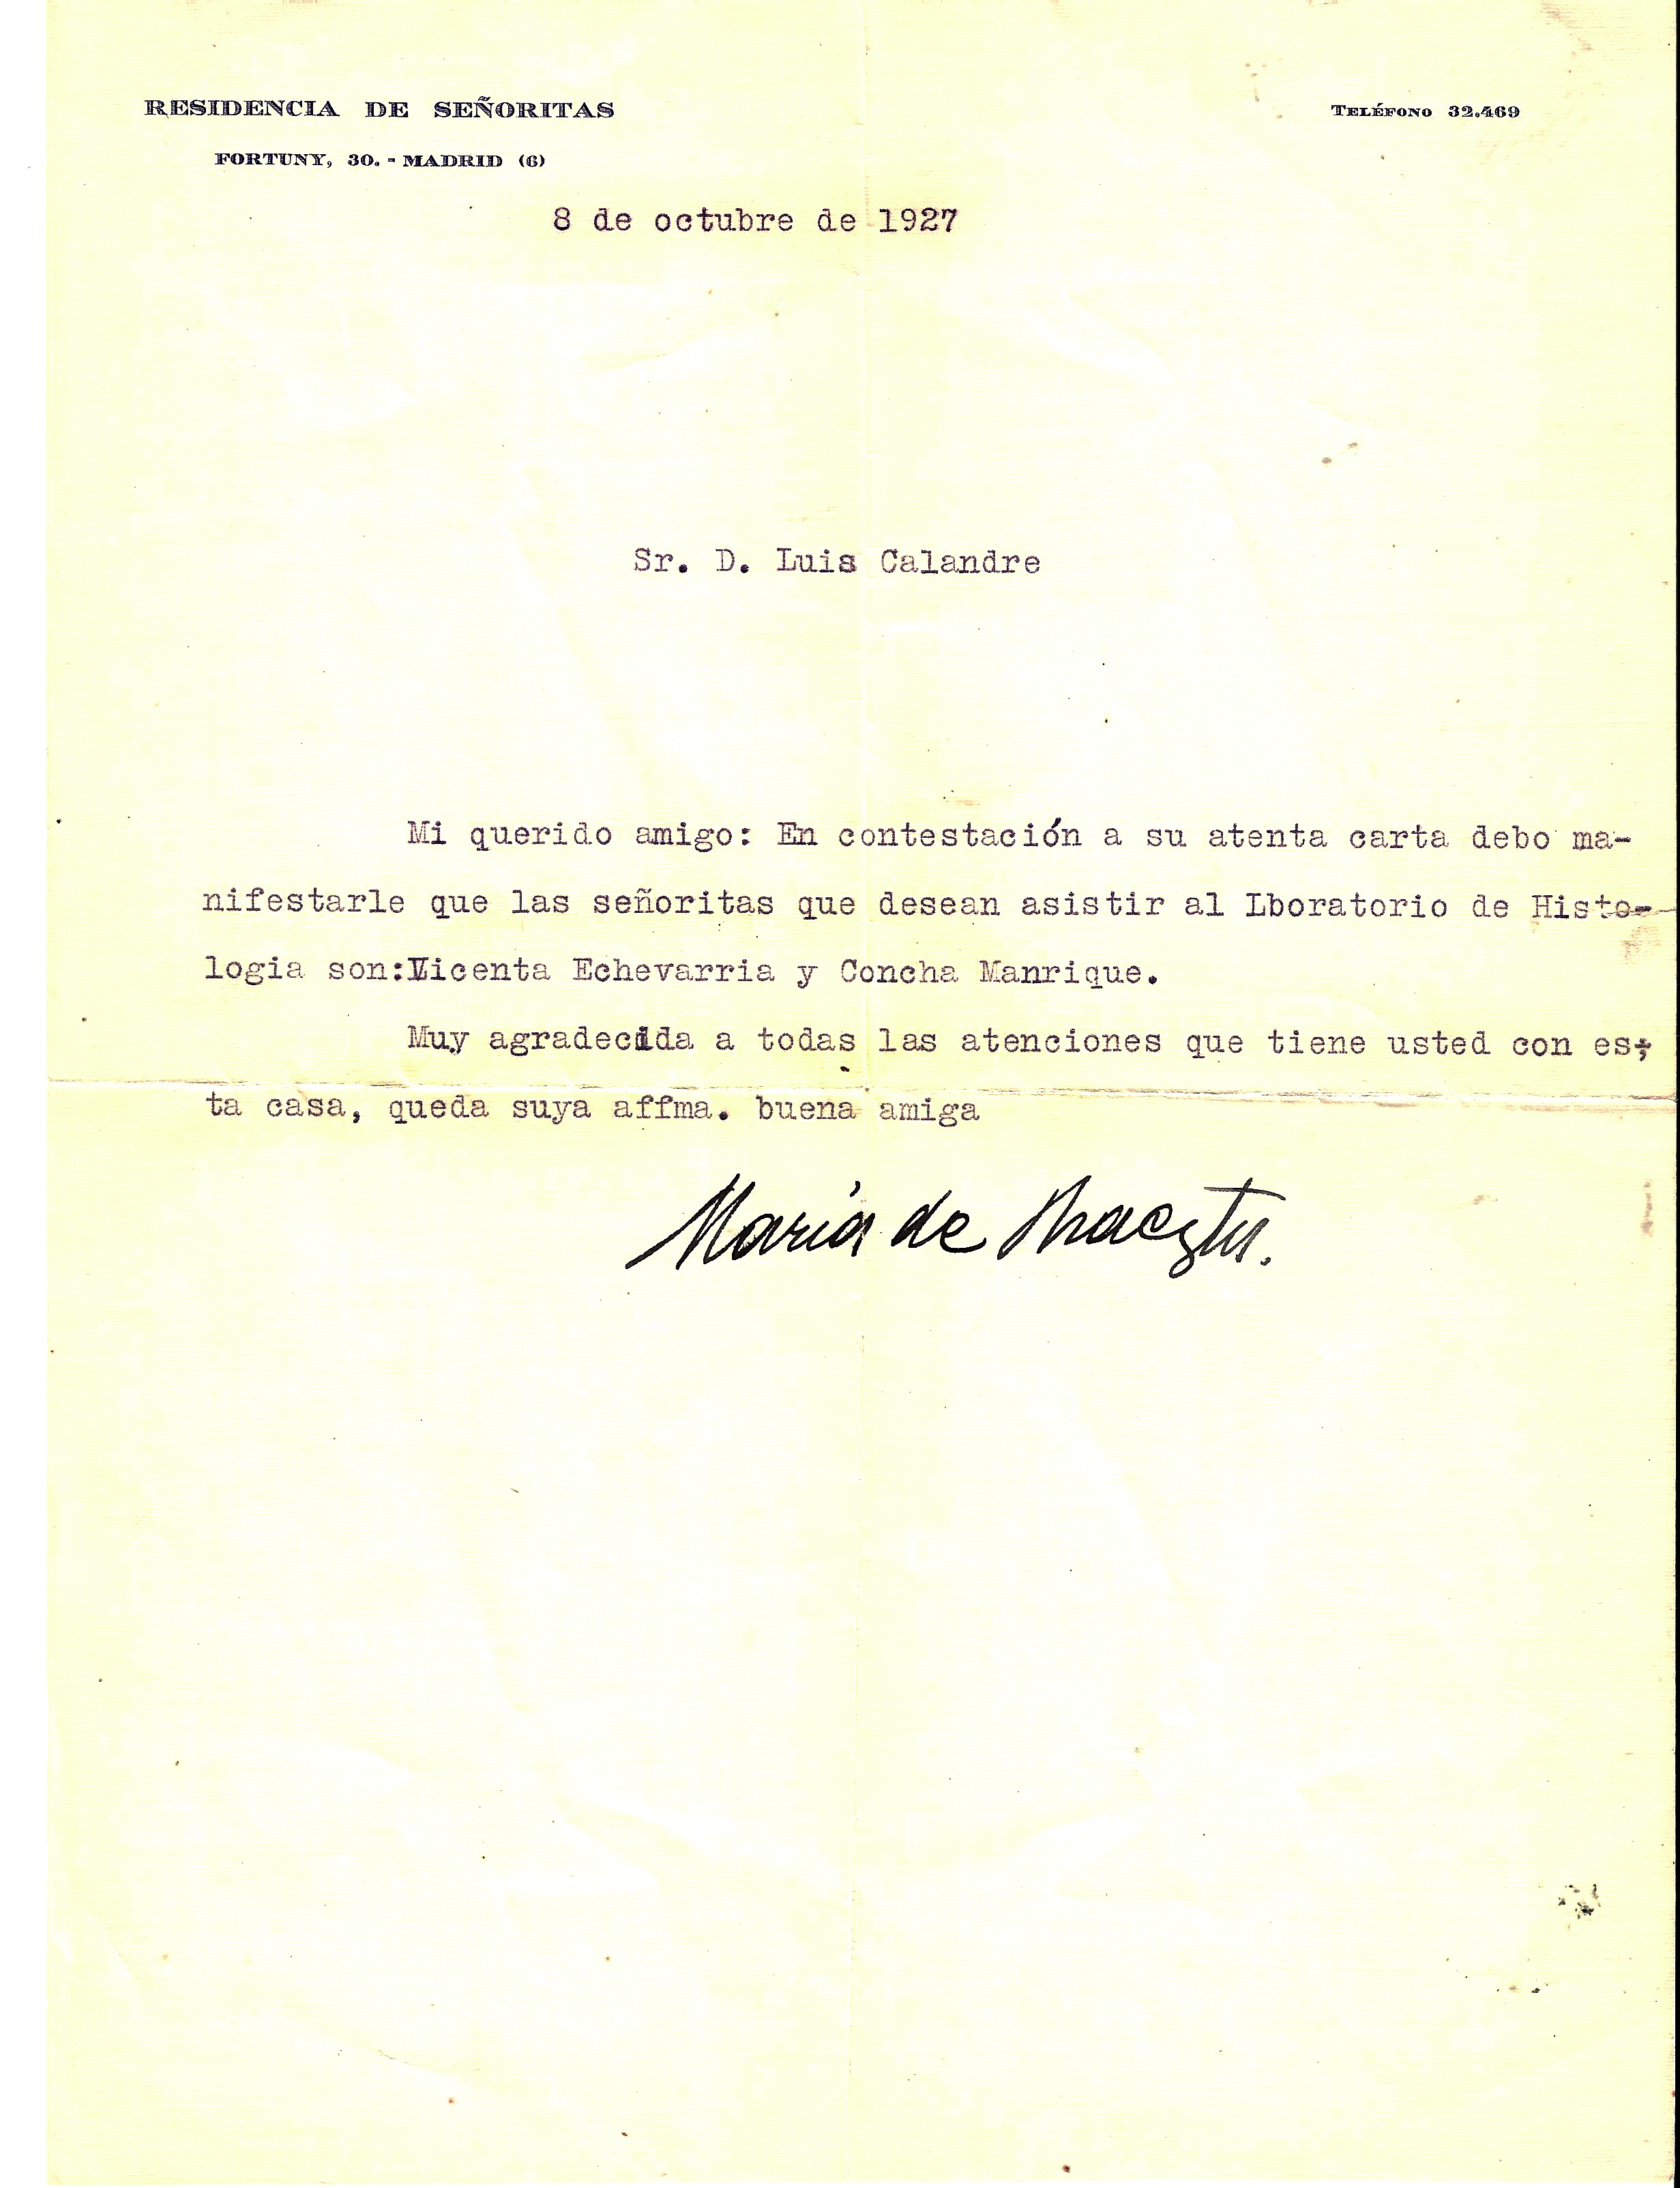 RESIDENCIA DE SEÑORITAS
TELÉFONO 32.469
FORTUNY, 30. - MADRID (6)
8 de octubre de 1927
Sr. D. Luis Calandre
Mi querido amigo: En contestación a su atenta carta debo ma-
nifestarle que las señoritas que desean asistir al Lboratorio de Histo-
logia son:Vicenta Echevarria y Concha Manrique.
Muy agradecida a todas las atenciones que tiene usted con es-
ta casa, queda suya affma. buena amiga
María de Maeztu.